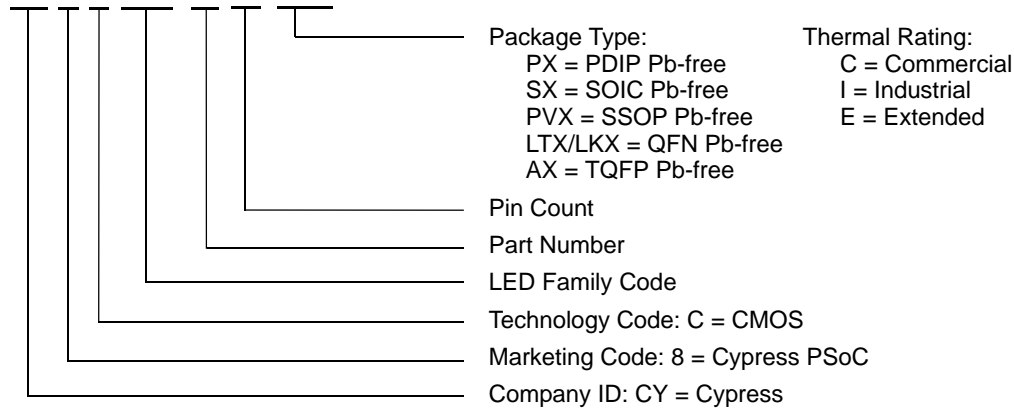 Package Type: Thermal Rating:
PX = PDIP Pb-free C = Commercial
SX = SOIC Pb-free I = Industrial
PVX = SSOP Pb-free E = Extended
LTX/LKX = QFN Pb-free
AX = TQFP Pb-free
Pin Count
Part Number
LED Family Code
Technology Code: C = CMOS
Marketing Code: 8 = Cypress PSoC
Company ID: CY = Cypress